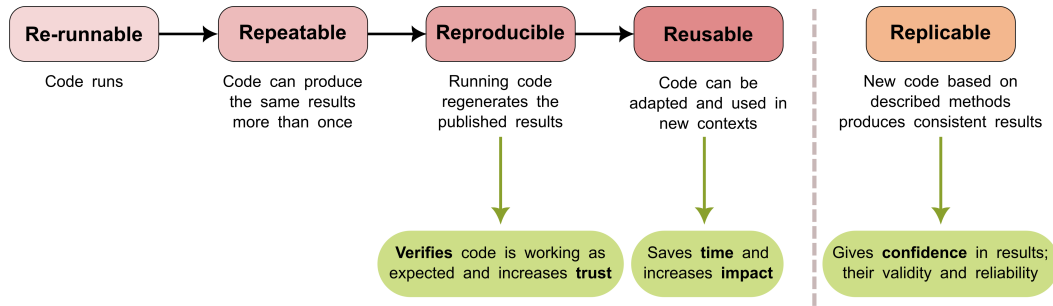 Re-runnable
Repeatable
Reproducible
Reusable
Replicable
Code runs
Code can produce
the same results
more than once
Running code
regenerates the
published results
Code can be
adapted and used in
new contexts
New code based on
described methods
produces consistent results
Verifies code is working as
expected and increases trust
Saves time and
increases impact
Gives confidence in results;
their validity and reliability